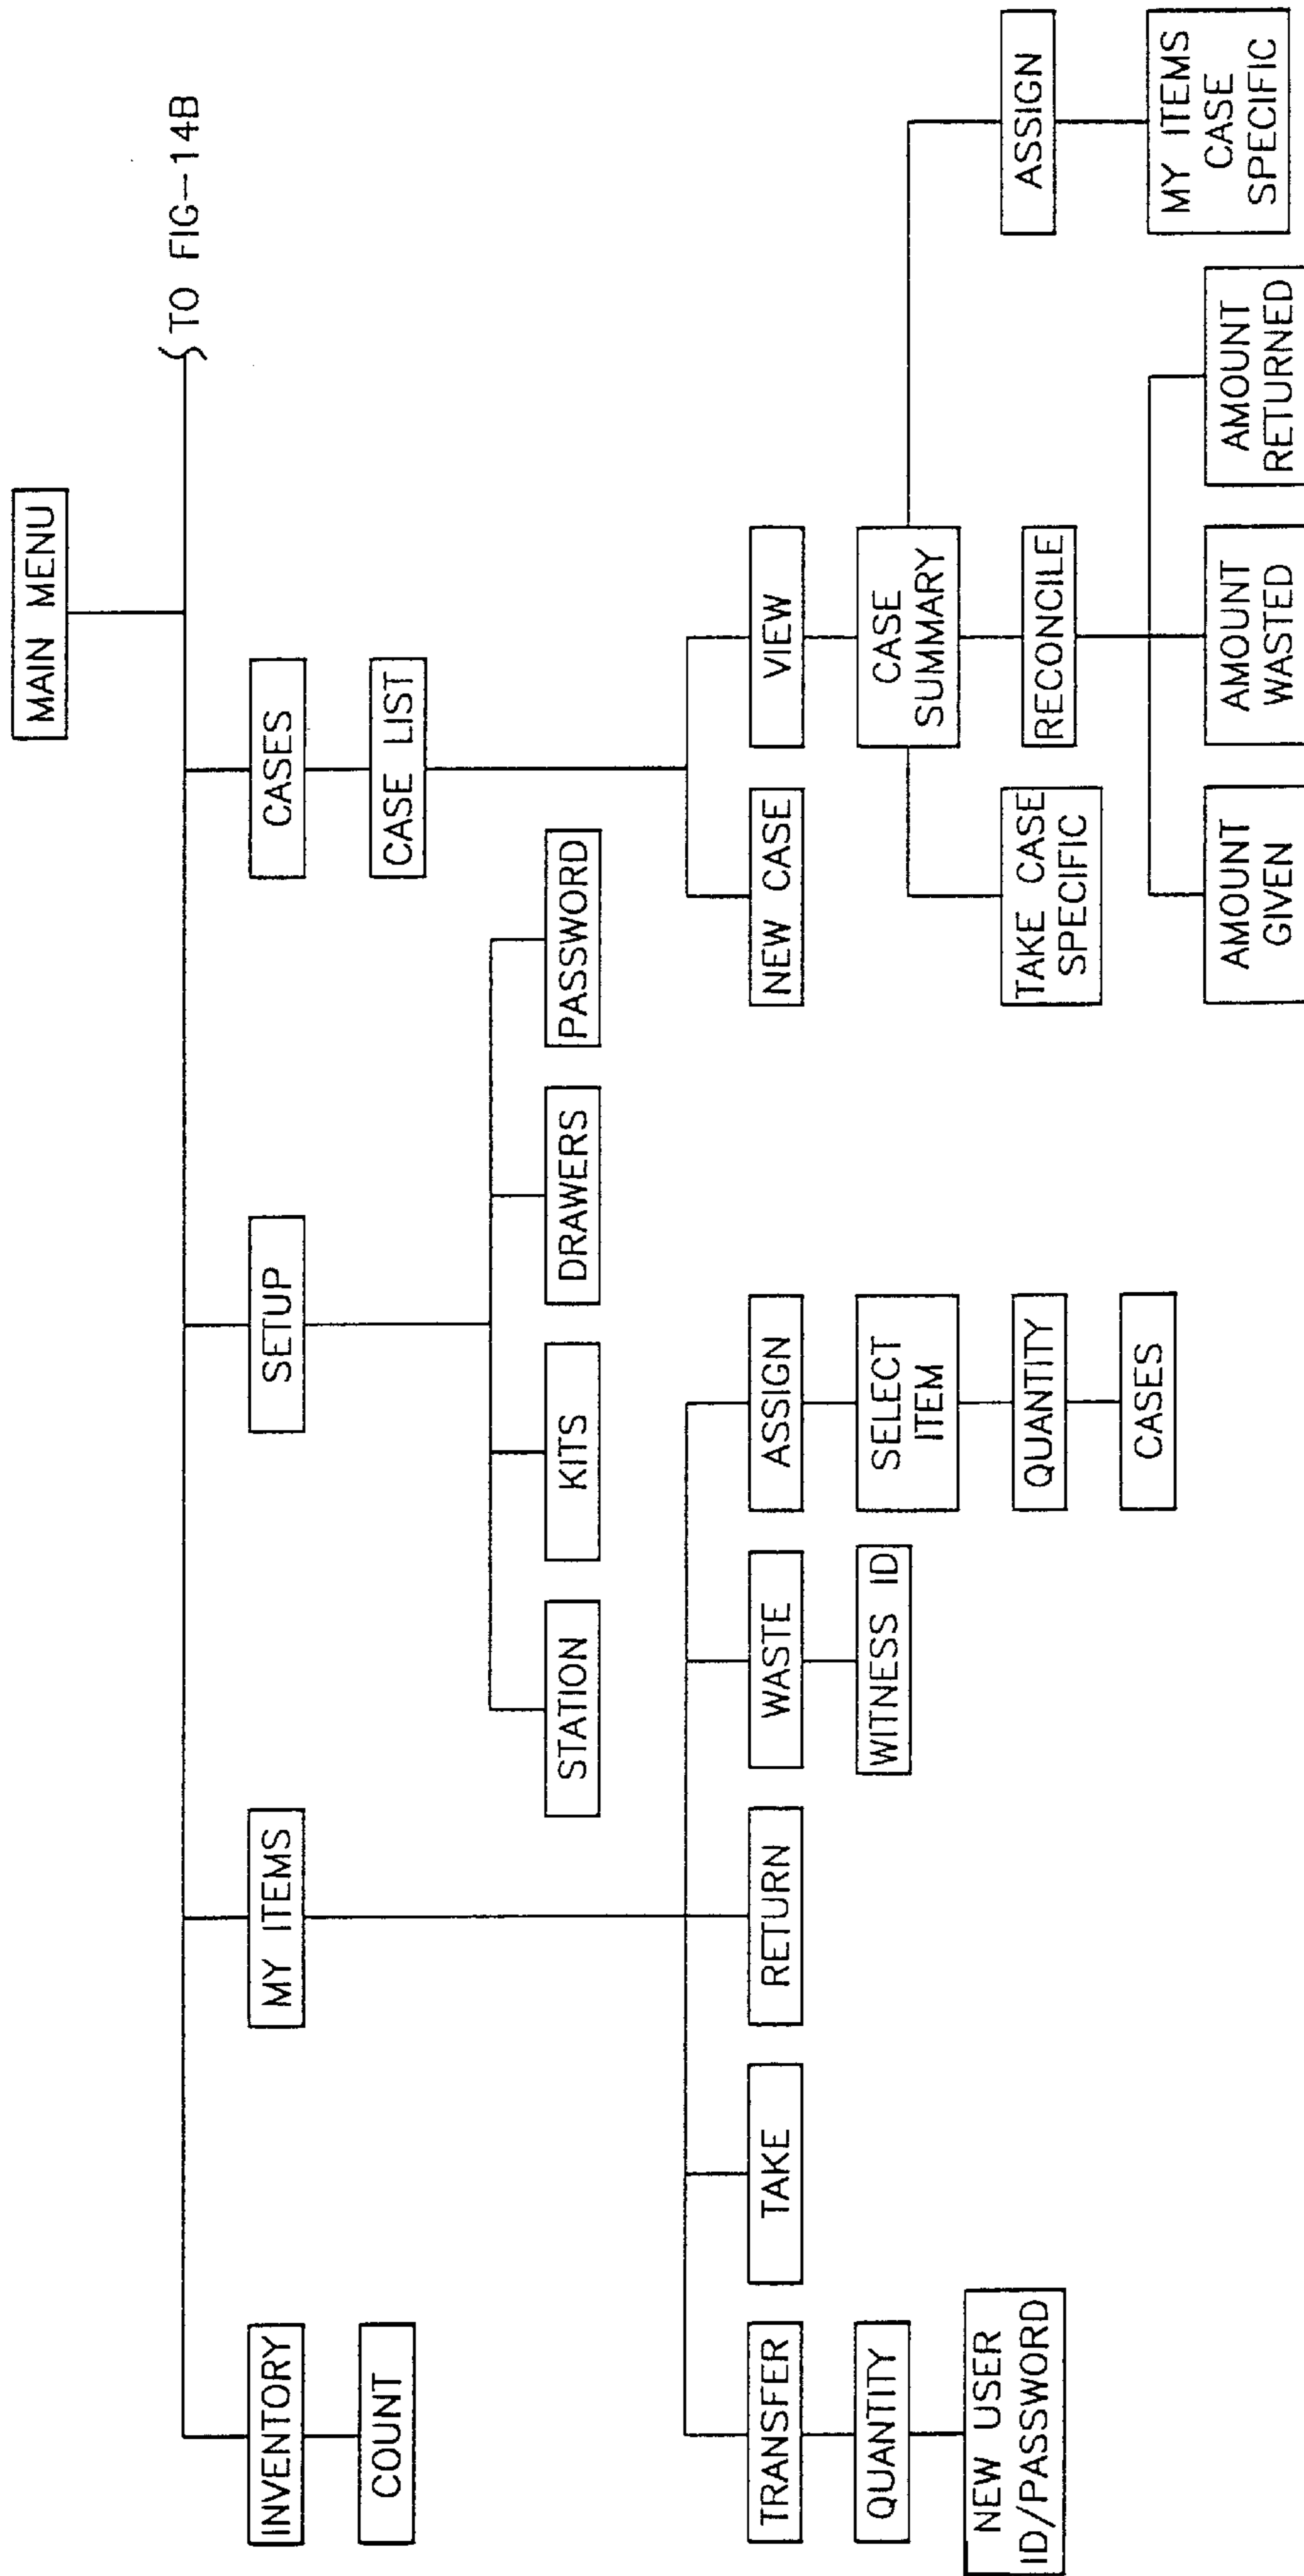 MAIN MENU
TO FIG-14B
INVENTORY
COUNT
MY ITEMS
TRANSFER
QUANTITY
NEW USER
ID/PASSWORD
TAKE
RETURN
WASTE
WITNESS ID
ASSIGN
SELECT
ITEM
QUANTITY
CASES
SETUP
STATION
KITS
DRAWERS
PASSWORD
CASES
CASE LIST
NEW CASE
VIEW
CASE
SUMMARY
TAKE CASE
SPECIFIC
RECONCILE
AMOUNT
GIVEN
AMOUNT
WASTED
AMOUNT
RETURNED
ASSIGN
MY ITEMS
CASE
SPECIFIC